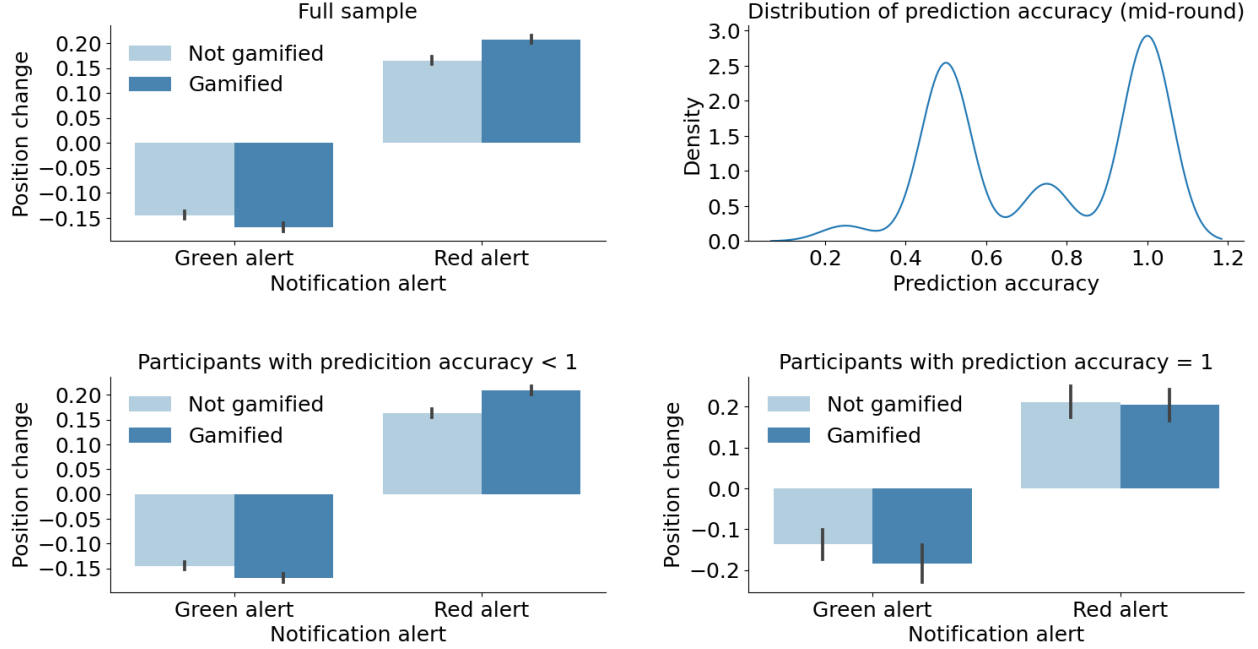 Full sample
Position change
0.20
0.15
0.10
0.05
0.00
−0.05
−0.10
−0.15
Not gamified
Gamified
Green alert
Red alert
Notification alert
Distribution of prediction accuracy (mid-round)
Density
3.0
2.5
2.0
1.5
1.0
0.5
0.0
0.2
0.4
0.6
0.8
1.0
1.2
Prediction accuracy
Participants with predicition accuracy < 1
Position change
0.20
0.15
0.10
0.05
0.00
−0.05
−0.10
−0.15
Not gamified
Gamified
Green alert
Red alert
Notification alert
Participants with prediction accuracy = 1
Position change
0.2
0.1
0.0
−0.1
−0.2
Not gamified
Gamified
Green alert
Red alert
Notification alert